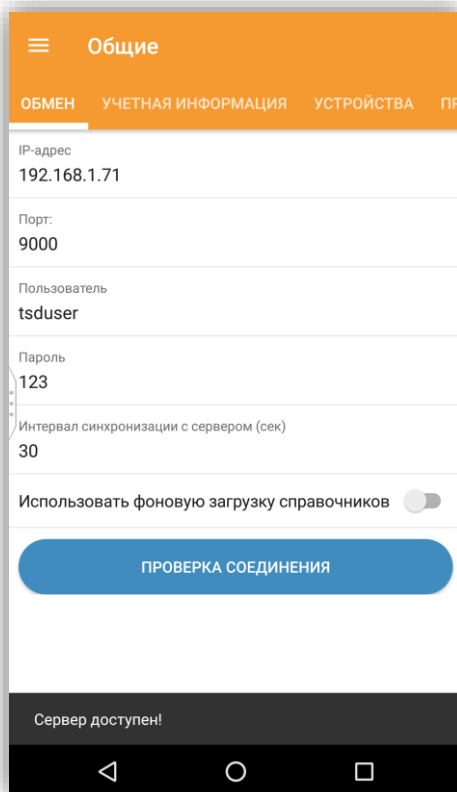 Общие
ОБМЕН УЧЕТНАЯ ИНФОРМАЦИЯ УСТРОЙСТВА ПР
IP-адрес
192.168.1.71
Порт:
9000
Пользователь
tsduser
Пароль
123
Интервал синхронизации с сервером (сек)
30
Использовать фоновую загрузку справочников
ПРОВЕРКА СОЕДИНЕНИЯ
Сервер доступен!